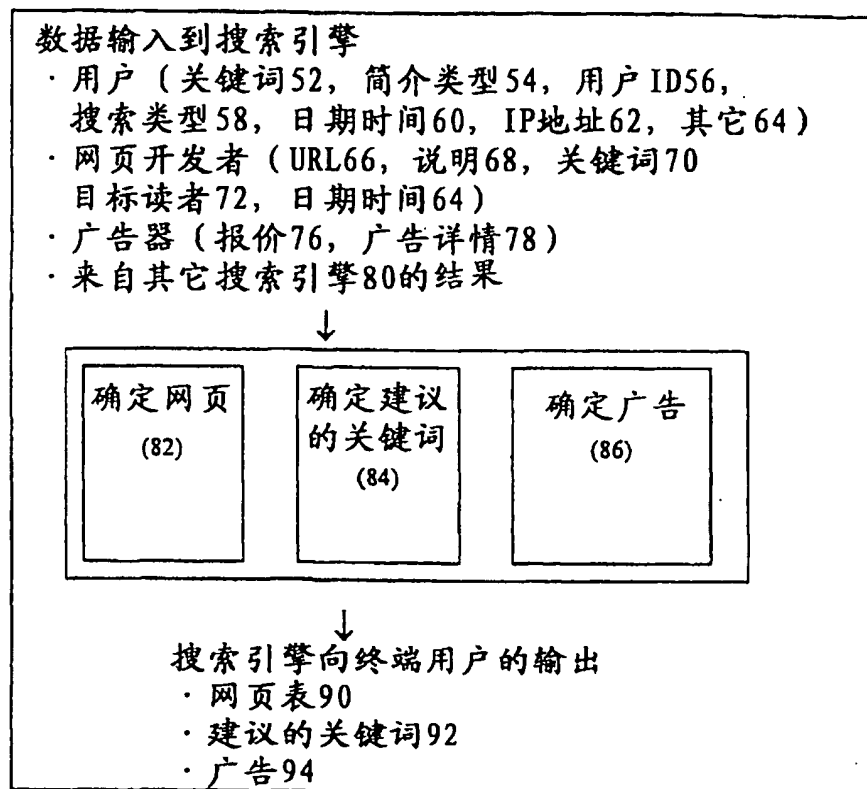 数据输入到搜索引擎
·用户（关键词52，简介类型54，用户ID56，
搜索类型58，日期时间60，IP地址62，其它64）
·网页开发者（URL66，说明68，关键词70
目标读者72，日期时间64）
·广告器（报价76，广告详情78）
·来自其它搜索引擎80的结果
↓
确定网页
(82)
确定建议
的关键词
(84)
确定广告
(86)
↓
搜索引擎向终端用户的输出
·网页表90
·建议的关键词92
·广告94